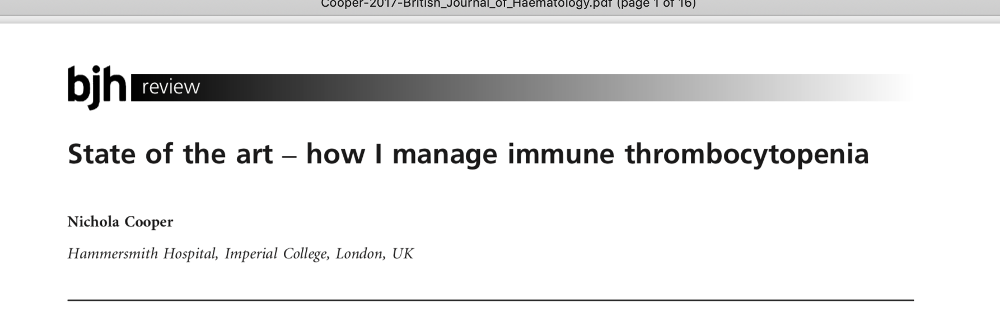 Cooper-2017-British_Journal_of_Haematology.pdf (page 1 of 16)
bjh review
State of the art – how I manage immune thrombocytopenia
Nichola Cooper
Hammersmith Hospital, Imperial College, London, UK